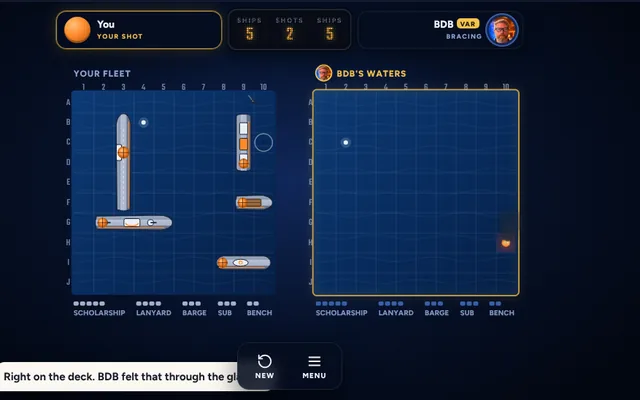 You
YOUR SHOT
SHIPS SHOTS SHIPS
5 2 5
BDB VAR
BRACING
YOUR FLEET
BDB'S WATERS
1 2 3 4 5 6 7 8 9 10
1 2 3 4 5 6 7 8 9 10
A
B
C
D
E
F
G
H
I
J
SCHOLARSHIP LANYARD BARGE SUB BENCH
SCHOLARSHIP LANYARD BARGE SUB BENCH
Right on the deck. BDB felt that through the
NEW
MENU